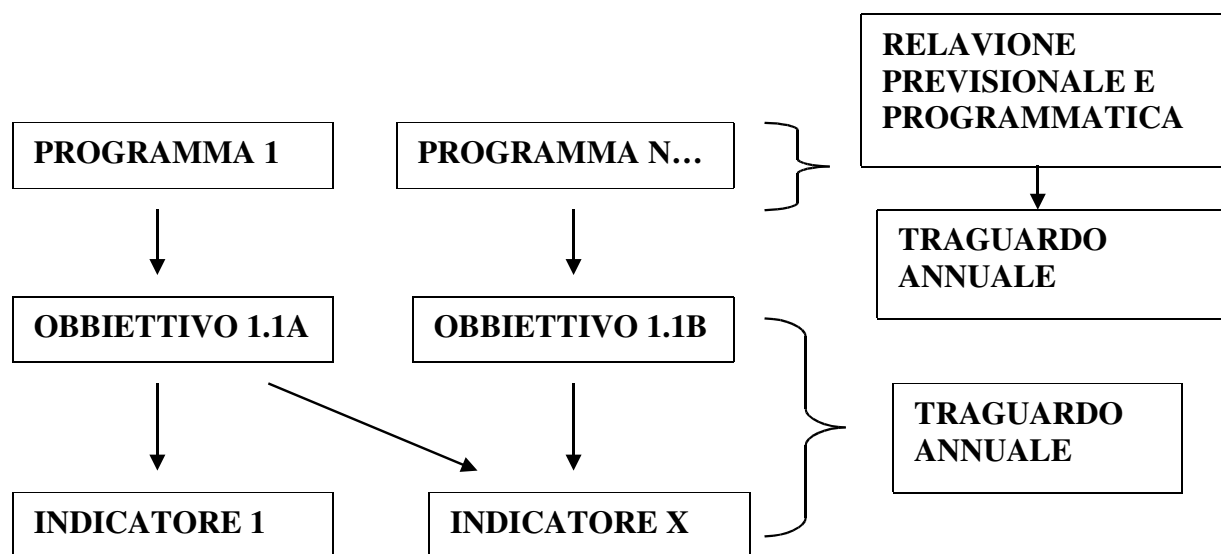 RELAVIONE
PREVISIONALE E
PROGRAMMATICA
PROGRAMMA 1
PROGRAMMA N…
TRAGUARDO
ANNUALE
OBBIETTIVO 1.1A
OBBIETTIVO 1.1B
TRAGUARDO
ANNUALE
INDICATORE 1
INDICATORE X